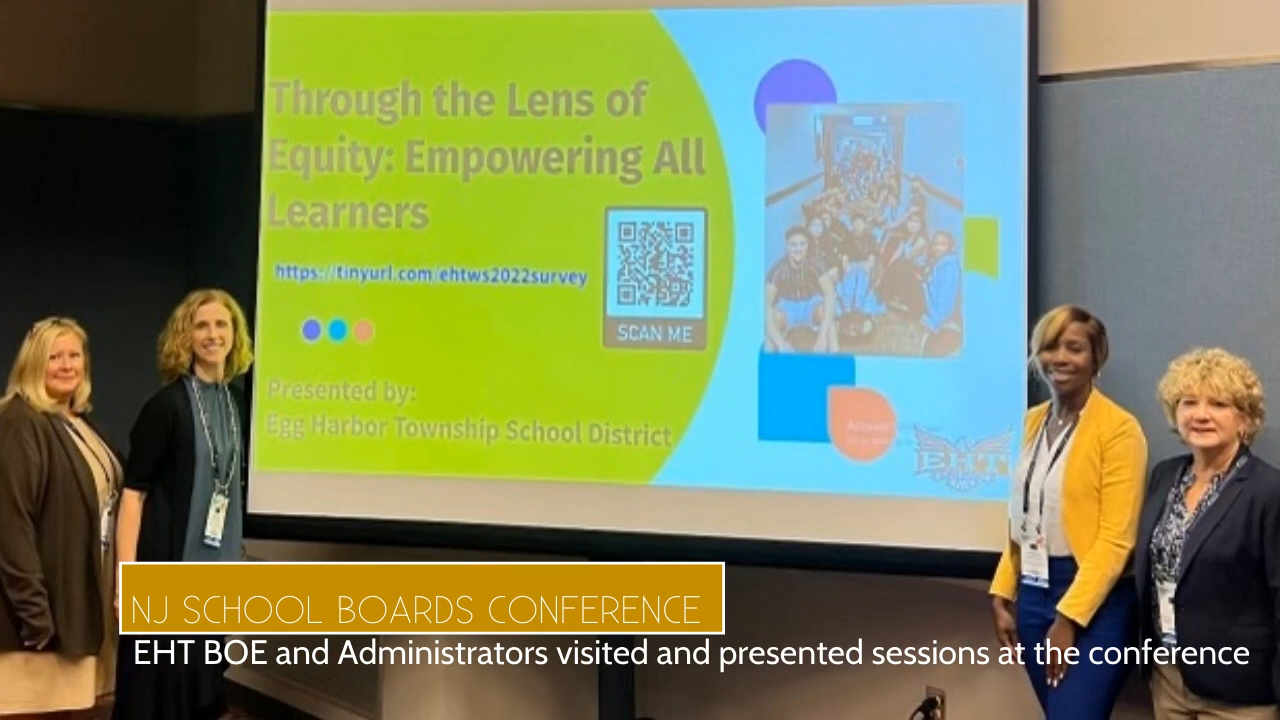 Through the Lens of
Equity: Empowering All
Learners
https://tinyurl.com/ehtws2022survey
SCAN ME
Presented by:
Egg Harbor Township School District
EHT
NJ SCHOOL BOARDS CONFERENCE
EHT BOE and Administrators visited and presented sessions at the conference